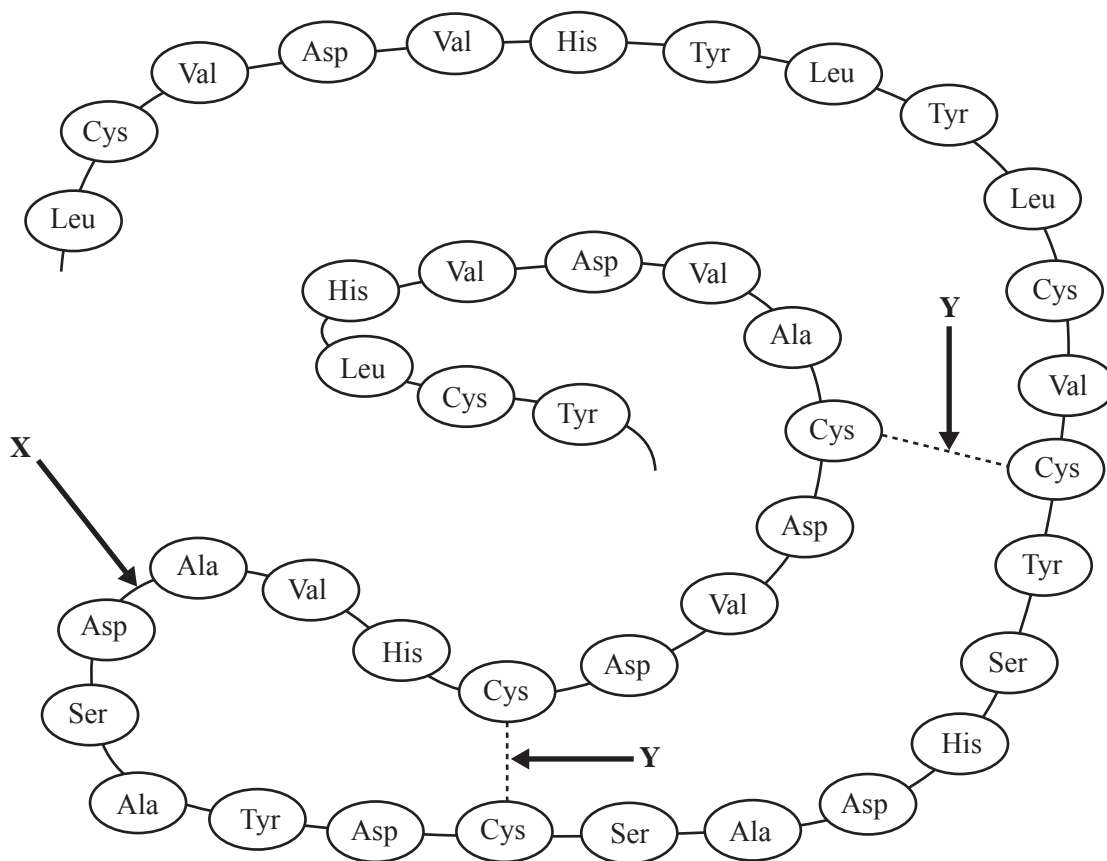 Leu
Cys
Val
Asp
Val
His
Tyr
Leu
Tyr
Leu
Cys
Val
Cys
Tyr
Ser
His
Asp
Ala
Ser
Cys
Asp
Tyr
Ala
Ser
Asp
Ala
Val
His
Cys
Asp
Val
Asp
Cys
Ala
Val
Asp
Val
His
Leu
Cys
Tyr
X
Y
Y